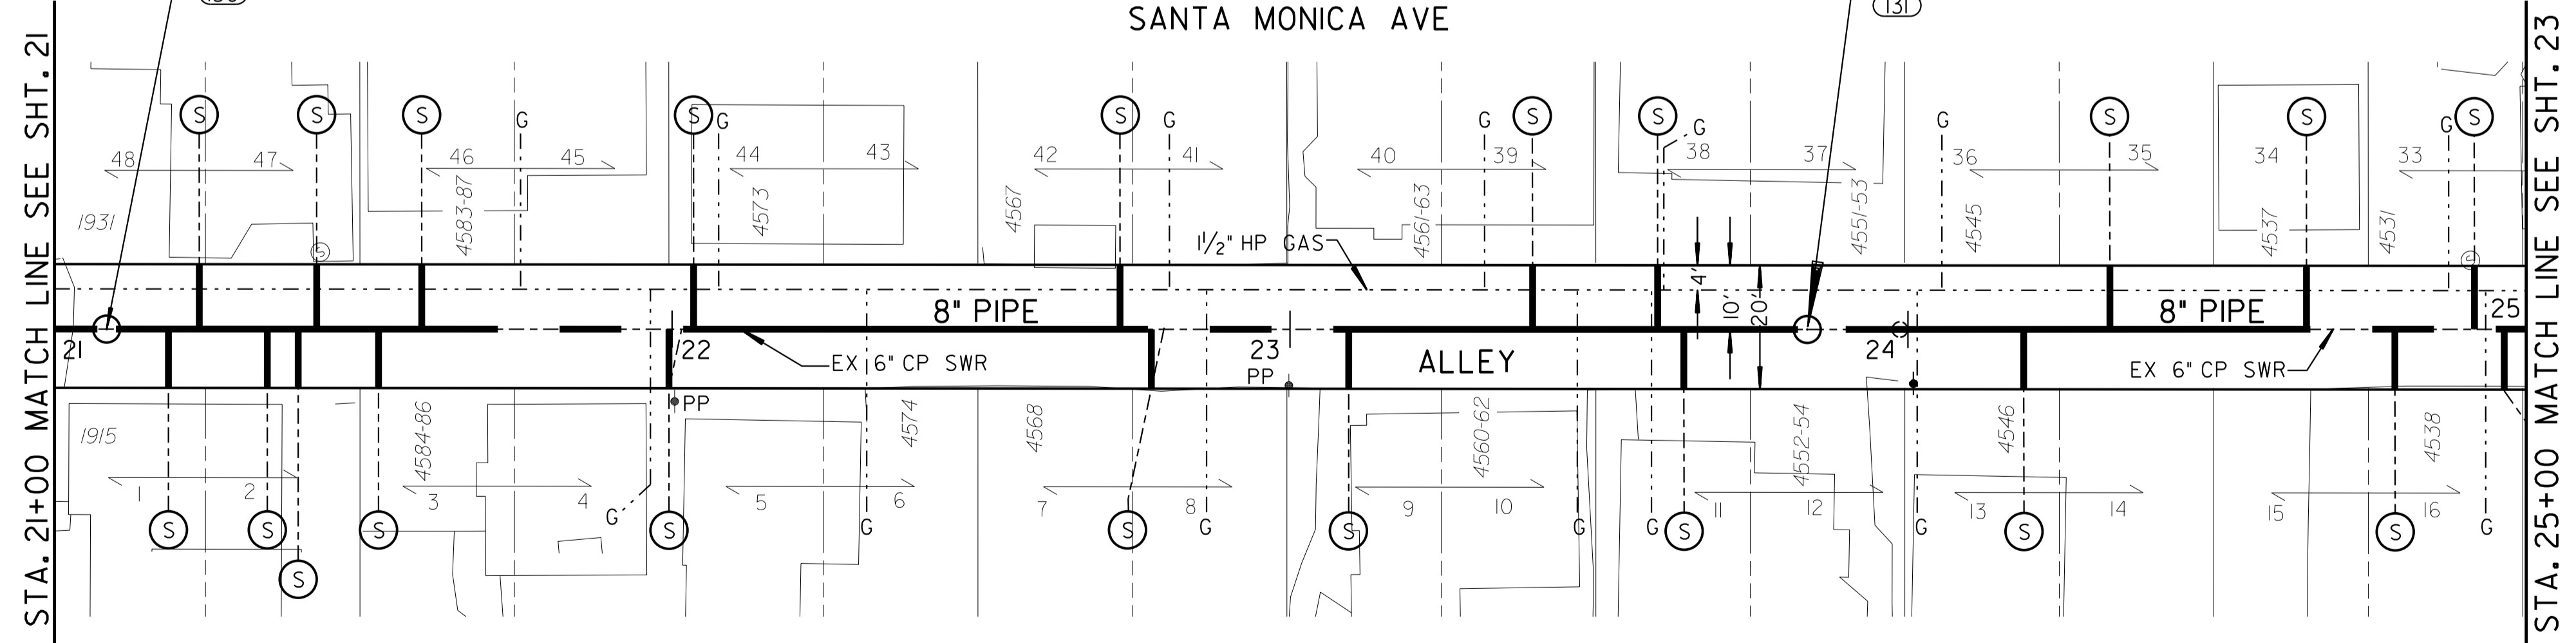 SANTA MONICA AVE
131
STA. 21+00 MATCH LINE SEE SHT. 21
STA. 25+00 MATCH LINE SEE SHT. 23
S S S G S G S G G S S G G S S G S
48 47 46 45 44 43 42 41 40 39 38 37 36 35 34 33
1931 4583-87 4573 4567 4561-63 4551-53 4545 4537 4531
S
S
1 1/2" HP GAS
4'
10'
20'
8" PIPE
8" PIPE
21 22 23 24 25
EX 6" CP SWR
ALLEY
EX 6" CP SWR
PP
PP
1915 4584-86 4574 4568 4560-62 4552-54 4546 4538
1 2 3 4 5 6 7 8 9 10 11 12 13 14 15 16
S S S G S G S G S G G S G S S G
S